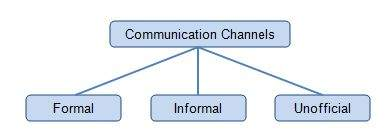 Communication Channels
Formal
Informal
Unofficial